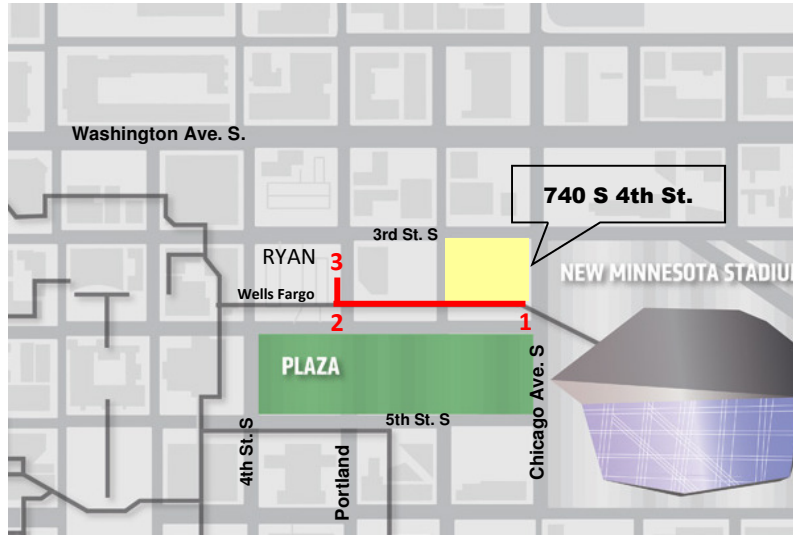 Washington Ave. S.
740 S 4th St.
3rd St. S
RYAN
3
NEW MINNESOTA STADIU
Wells Fargo
2
1
PLAZA
Chicago Ave. S
5th St. S
4th St. S
Portland